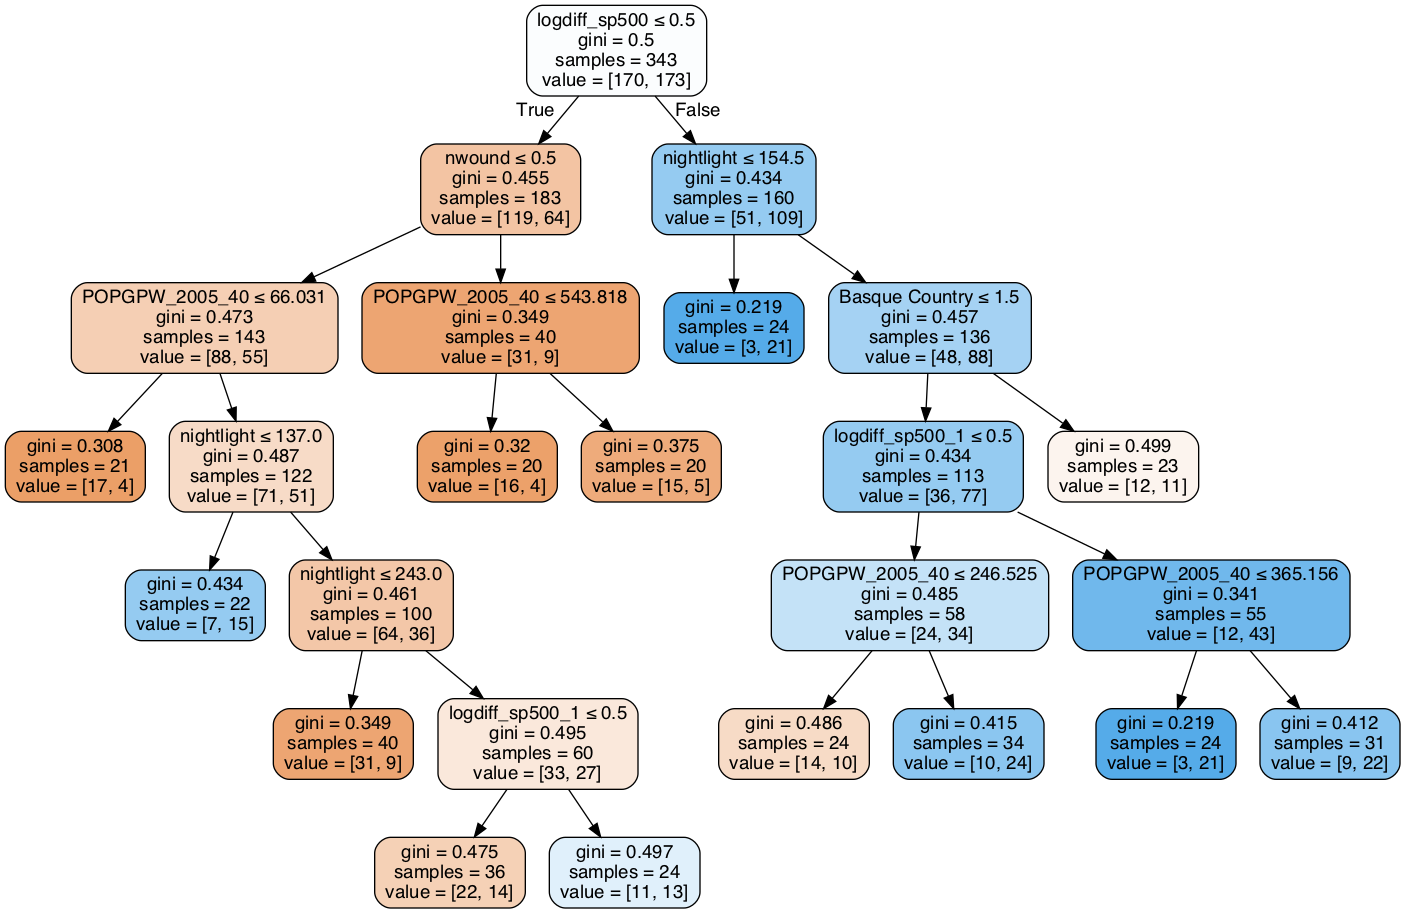 logdiff_sp500 ≤ 0.5
gini = 0.5
samples = 343
value = [170, 173]
True
False
nwound ≤ 0.5
gini = 0.455
samples = 183
value = [119, 64]
nightlight ≤ 154.5
gini = 0.434
samples = 160
value = [51, 109]
POPGPW_2005_40 ≤ 66.031
gini = 0.473
samples = 143
value = [88, 55]
POPGPW_2005_40 ≤ 543.818
gini = 0.349
samples = 40
value = [31, 9]
gini = 0.219
samples = 24
value = [3, 21]
Basque Country ≤ 1.5
gini = 0.457
samples = 136
value = [48, 88]
gini = 0.308
samples = 21
value = [17, 4]
nightlight ≤ 137.0
gini = 0.487
samples = 122
value = [71, 51]
gini = 0.32
samples = 20
value = [16, 4]
gini = 0.375
samples = 20
value = [15, 5]
logdiff_sp500_1 ≤ 0.5
gini = 0.434
samples = 113
value = [36, 77]
gini = 0.499
samples = 23
value = [12, 11]
gini = 0.434
samples = 22
value = [7, 15]
nightlight ≤ 243.0
gini = 0.461
samples = 100
value = [64, 36]
POPGPW_2005_40 ≤ 246.525
gini = 0.485
samples = 58
value = [24, 34]
POPGPW_2005_40 ≤ 365.156
gini = 0.341
samples = 55
value = [12, 43]
gini = 0.349
samples = 40
value = [31, 9]
logdiff_sp500_1 ≤ 0.5
gini = 0.495
samples = 60
value = [33, 27]
gini = 0.486
samples = 24
value = [14, 10]
gini = 0.415
samples = 34
value = [10, 24]
gini = 0.219
samples = 24
value = [3, 21]
gini = 0.412
samples = 31
value = [9, 22]
gini = 0.475
samples = 36
value = [22, 14]
gini = 0.497
samples = 24
value = [11, 13]